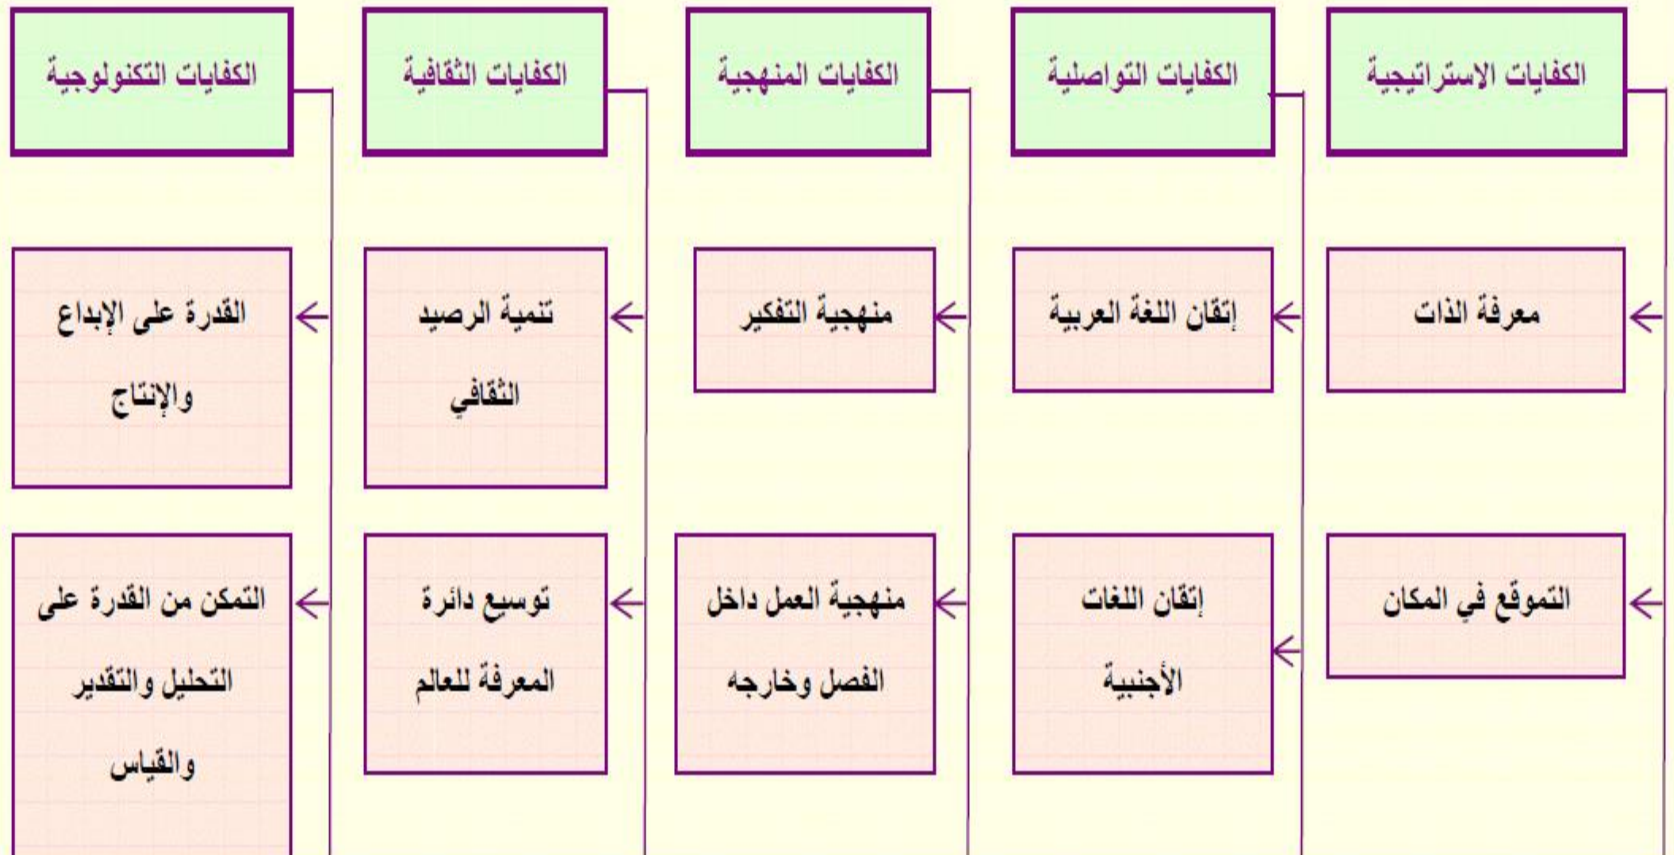 الكفايات الاستراتيجية
الكفايات التواصلية
الكفايات المنهجية
الكفايات الثقافية
الكفايات التكنولوجية
معرفة الذات
إتقان اللغة العربية
منهجية التفكير
تنمية الرصيد
الثقافي
القدرة على الإبداع
والإنتاج
التموقع في المكان
إتقان اللغات
الأجنبية
منهجية العمل داخل
الفصل وخارجه
توسيع دائرة
المعرفة للعالم
التمكن من القدرة على
التحليل والتقدير
والقياس